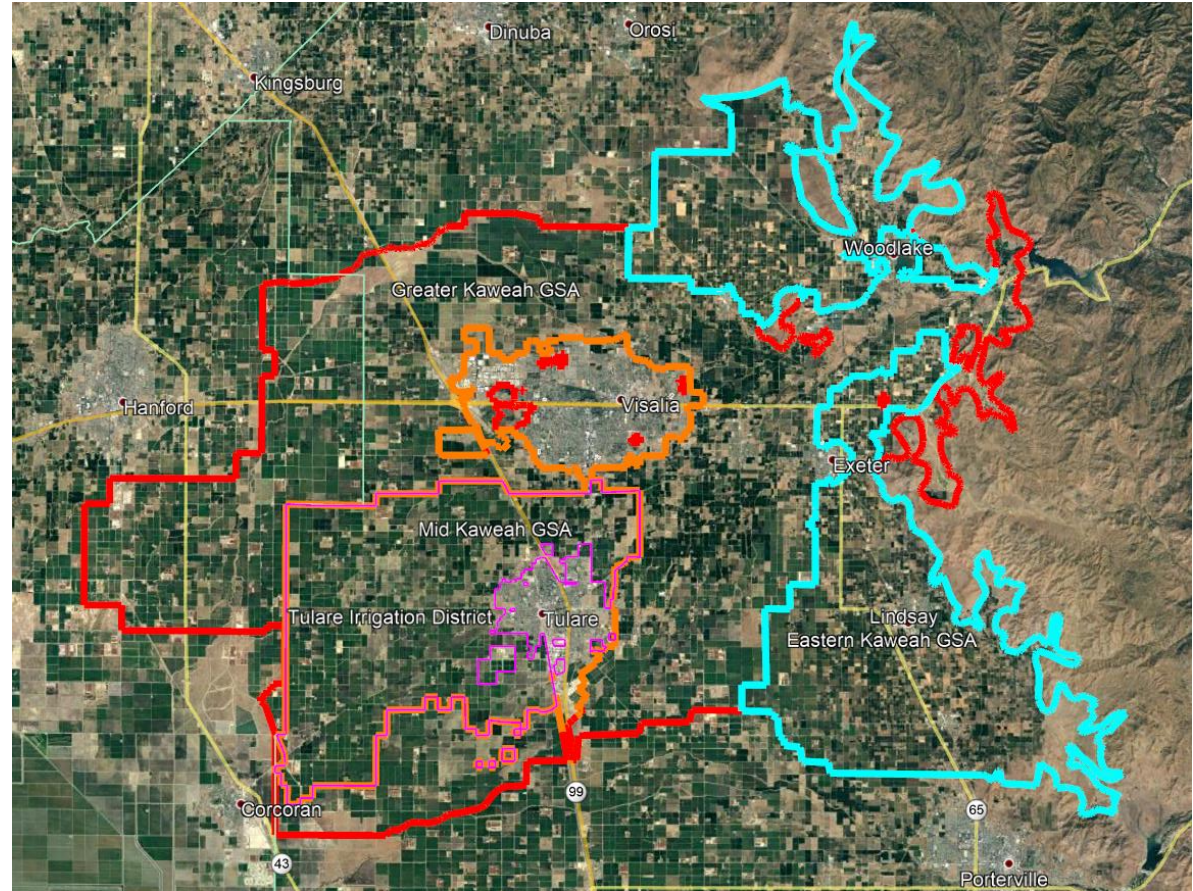 Dinuba
Orosi
Kingsburg
Woodlake
Greater Kaweah GSA
Hanford
Visalia
Exeter
Mid Kaweah GSA
Tulare Irrigation District
Tulare
Lindsay
Eastern Kaweah GSA
99
Corcoran
65
43
Porterville